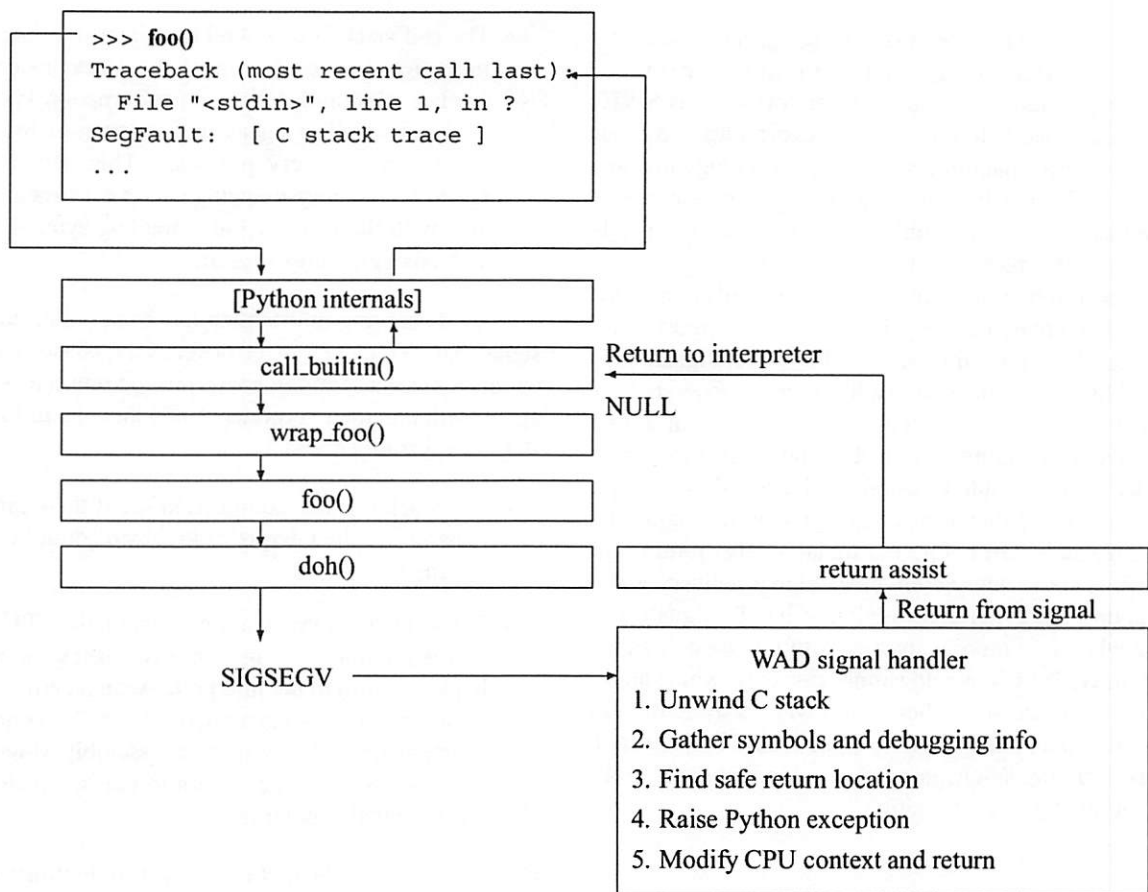 >>> foo()
Traceback (most recent call last):
File "<stdin>", line 1, in ?
SegFault: [ C stack trace ]
...
[Python internals]
call_builtin()
Return to interpreter
NULL
wrap_foo()
foo()
doh()
return assist
Return from signal
SIGSEGV
WAD signal handler
1. Unwind C stack
2. Gather symbols and debugging info
3. Find safe return location
4. Raise Python exception
5. Modify CPU context and return